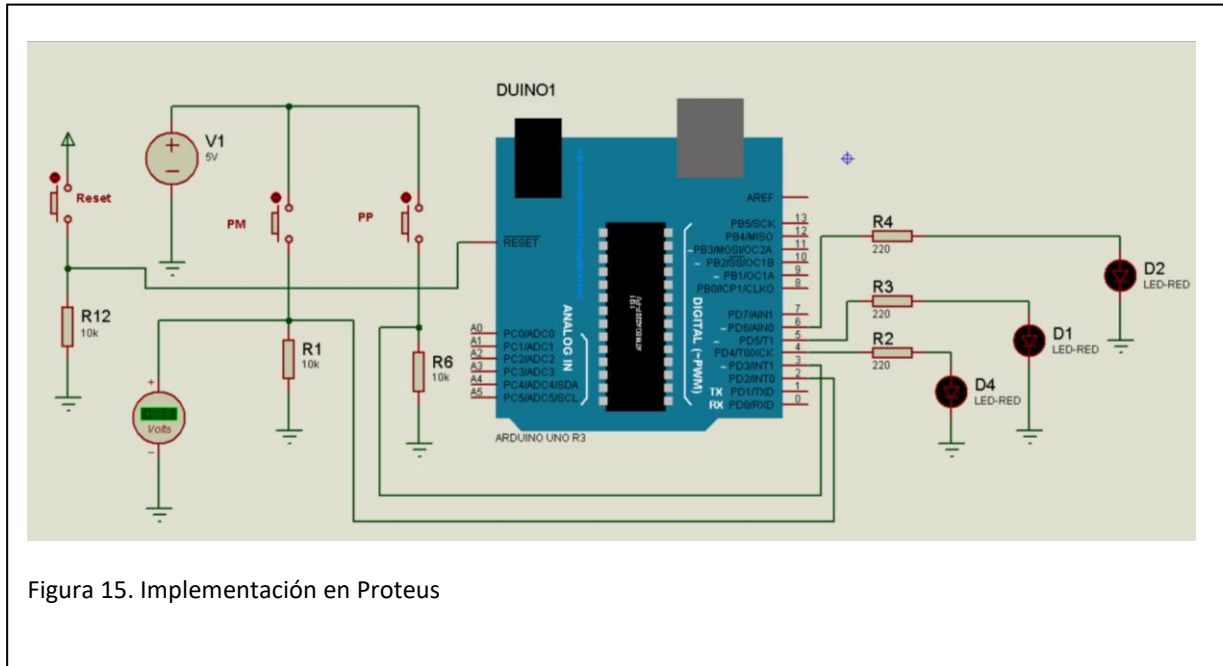 DUINO1
V1
5V
Reset
PM
PP
RESET
R12
10k
R1
10k
R6
10k
Volts
A0
A1
A2
A3
A4
A5
PC0/ADC0
PC1/ADC1
PC2/ADC2
PC3/ADC3
PC4/ADC4/SDA
PC5/ADC5/SCL
ANALOG IN
ARDUINO UNO R3
DIGITAL (~PWM)
AREF
PB5/SCK 13
PB4/MISO 12
~PB3/MOSI/OC2A 11
~ PB2/SS/OC1B 10
~ PB1/OC1A 9
PB0/ICP1/CLKO 8
PD7/AIN1 7
~ PD6/AIN0 6
~ PD5/T1 5
PD4/T0/XCK 4
~ PD3/INT1 3
PD2/INT0 2
TX PD1/TXD 1
RX PD0/RXD 0
R4
220
R3
220
R2
220
D2
LED-RED
D1
LED-RED
D4
LED-RED
Figura 15. Implementación en Proteus